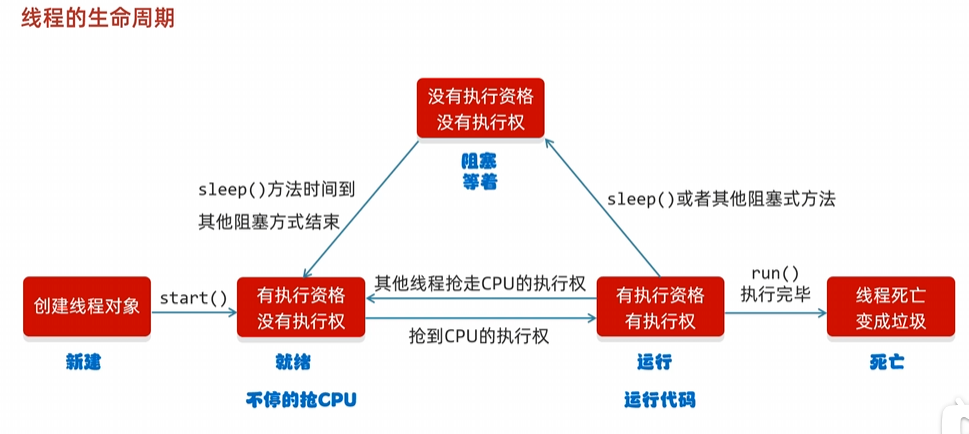 线程的生命周期
没有执行资格
没有执行权
阻塞
等着
sleep()方法时间到
其他阻塞方式结束
sleep()或者其他阻塞式方法
创建线程对象
新建
start()
有执行资格
没有执行权
就绪
不停的抢CPU
其他线程抢走CPU的执行权
抢到CPU的执行权
有执行资格
有执行权
运行
运行代码
run()
执行完毕
线程死亡
变成垃圾
死亡